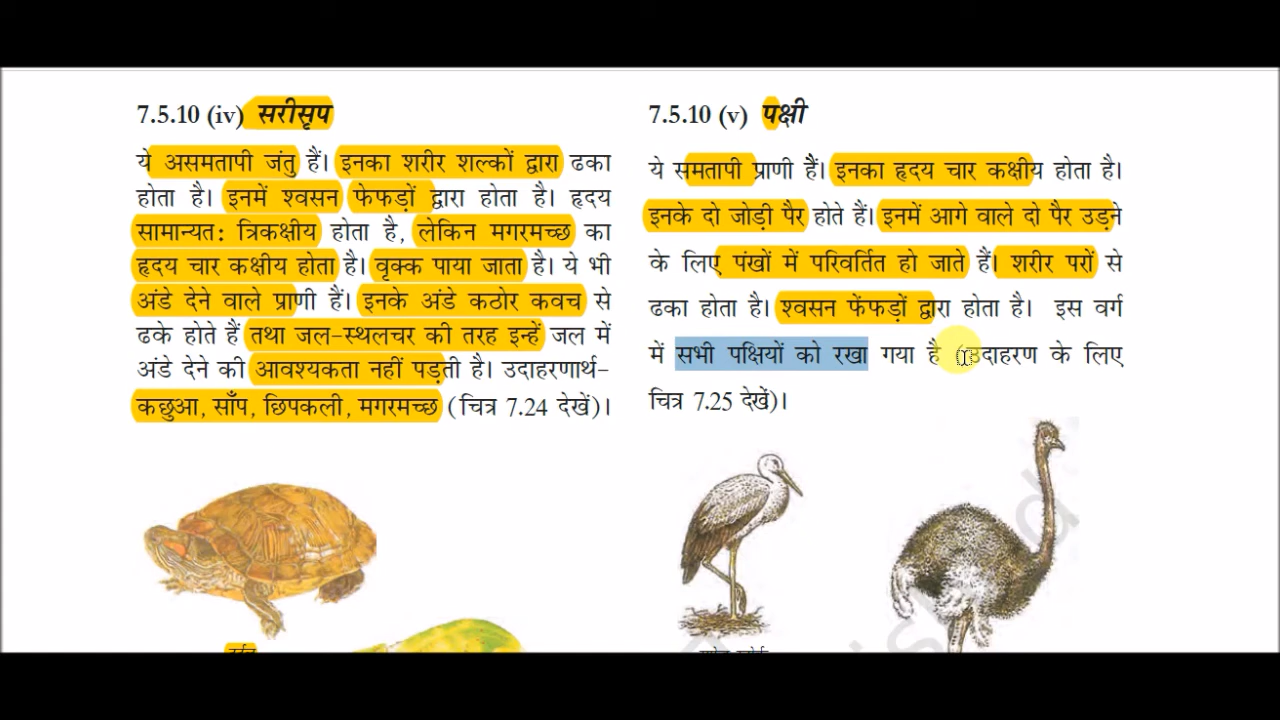 7.5.10 (iv) सरीसृप
ये असमतापी जंतु हैं। इनका शरीर शल्कों द्वारा ढका
होता है। इनमें श्वसन फेफड़ों द्वारा होता है। हृदय
सामान्यत: त्रिकक्षीय होता है, लेकिन मगरमच्छ का
हृदय चार कक्षीय होता है। वृक्क पाया जाता है। ये भी
अंडे देने वाले प्राणी हैं। इनके अंडे कठोर कवच से
ढके होते हैं तथा जल-स्थलचर की तरह इन्हें जल में
अंडे देने की आवश्यकता नहीं पड़ती है। उदाहरणार्थ-
कछुआ, साँप, छिपकली, मगरमच्छ (चित्र 7.24 देखें)।
7.5.10 (v) पक्षी
ये समतापी प्राणी हैं। इनका हृदय चार कक्षीय होता है।
इनके दो जोड़ी पैर होते हैं। इनमें आगे वाले दो पैर उड़ने
के लिए पंखों में परिवर्तित हो जाते हैं। शरीर परों से
ढका होता है। श्वसन फेंफड़ों द्वारा होता है। इस वर्ग
में सभी पक्षियों को रखा गया है (उदाहरण के लिए
चित्र 7.25 देखें)।